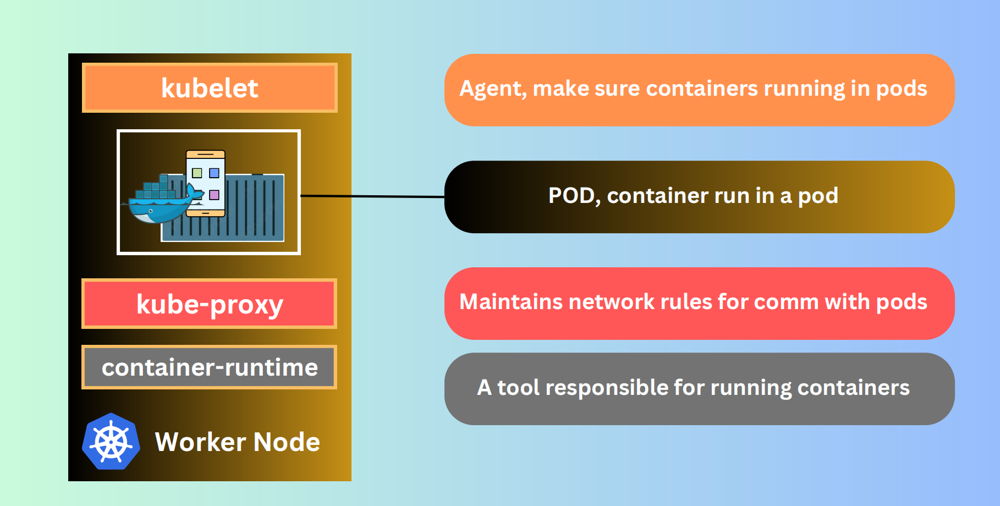 kubelet
Agent, make sure containers running in pods
POD, container run in a pod
kube-proxy
Maintains network rules for comm with pods
container-runtime
A tool responsible for running containers
Worker Node